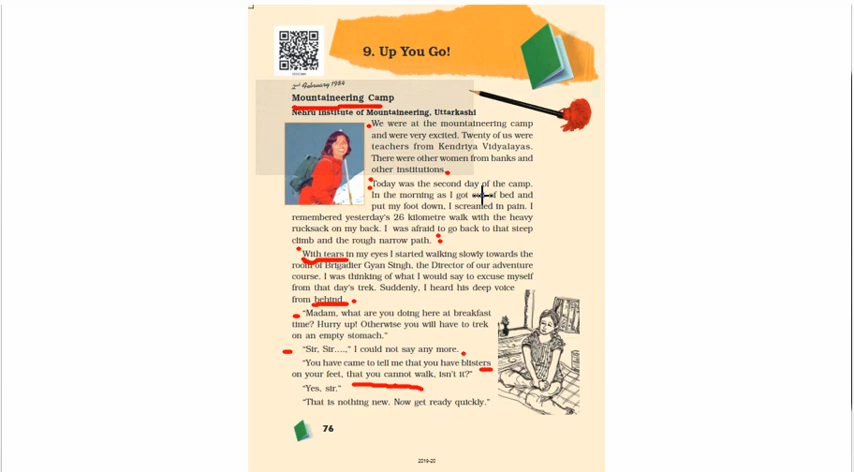 9. Up You Go!
2nd February 1984
Mountaineering Camp
Nehru Institute of Mountaineering, Uttarkashi
We were at the mountaineering camp
and were very excited. Twenty of us were
teachers from Kendriya Vidyalayas.
There were other women from banks and
other institutions.
Today was the second day of the camp.
In the morning as I got of bed and
put my foot down, I screamed in pain. I
remembered yesterday's 26 kilometre walk with the heavy
rucksack on my back. I was afraid to go back to that steep
climb and the rough narrow path.
With tears in my eyes I started walking slowly towards the
room of Brigadier Gyan Singh, the Director of our adventure
course. I was thinking of what I would say to excuse myself
from that day's trek. Suddenly, I heard his deep voice
from behind.
"Madam, what are you doing here at breakfast
time? Hurry up! Otherwise you will have to trek
on an empty stomach."
"Sir, Sir....," I could not say any more.
"You have came to tell me that you have blisters
on your feet, that you cannot walk, isn't it?"
"Yes, sir."
"That is nothing new. Now get ready quickly."
76
2019-20